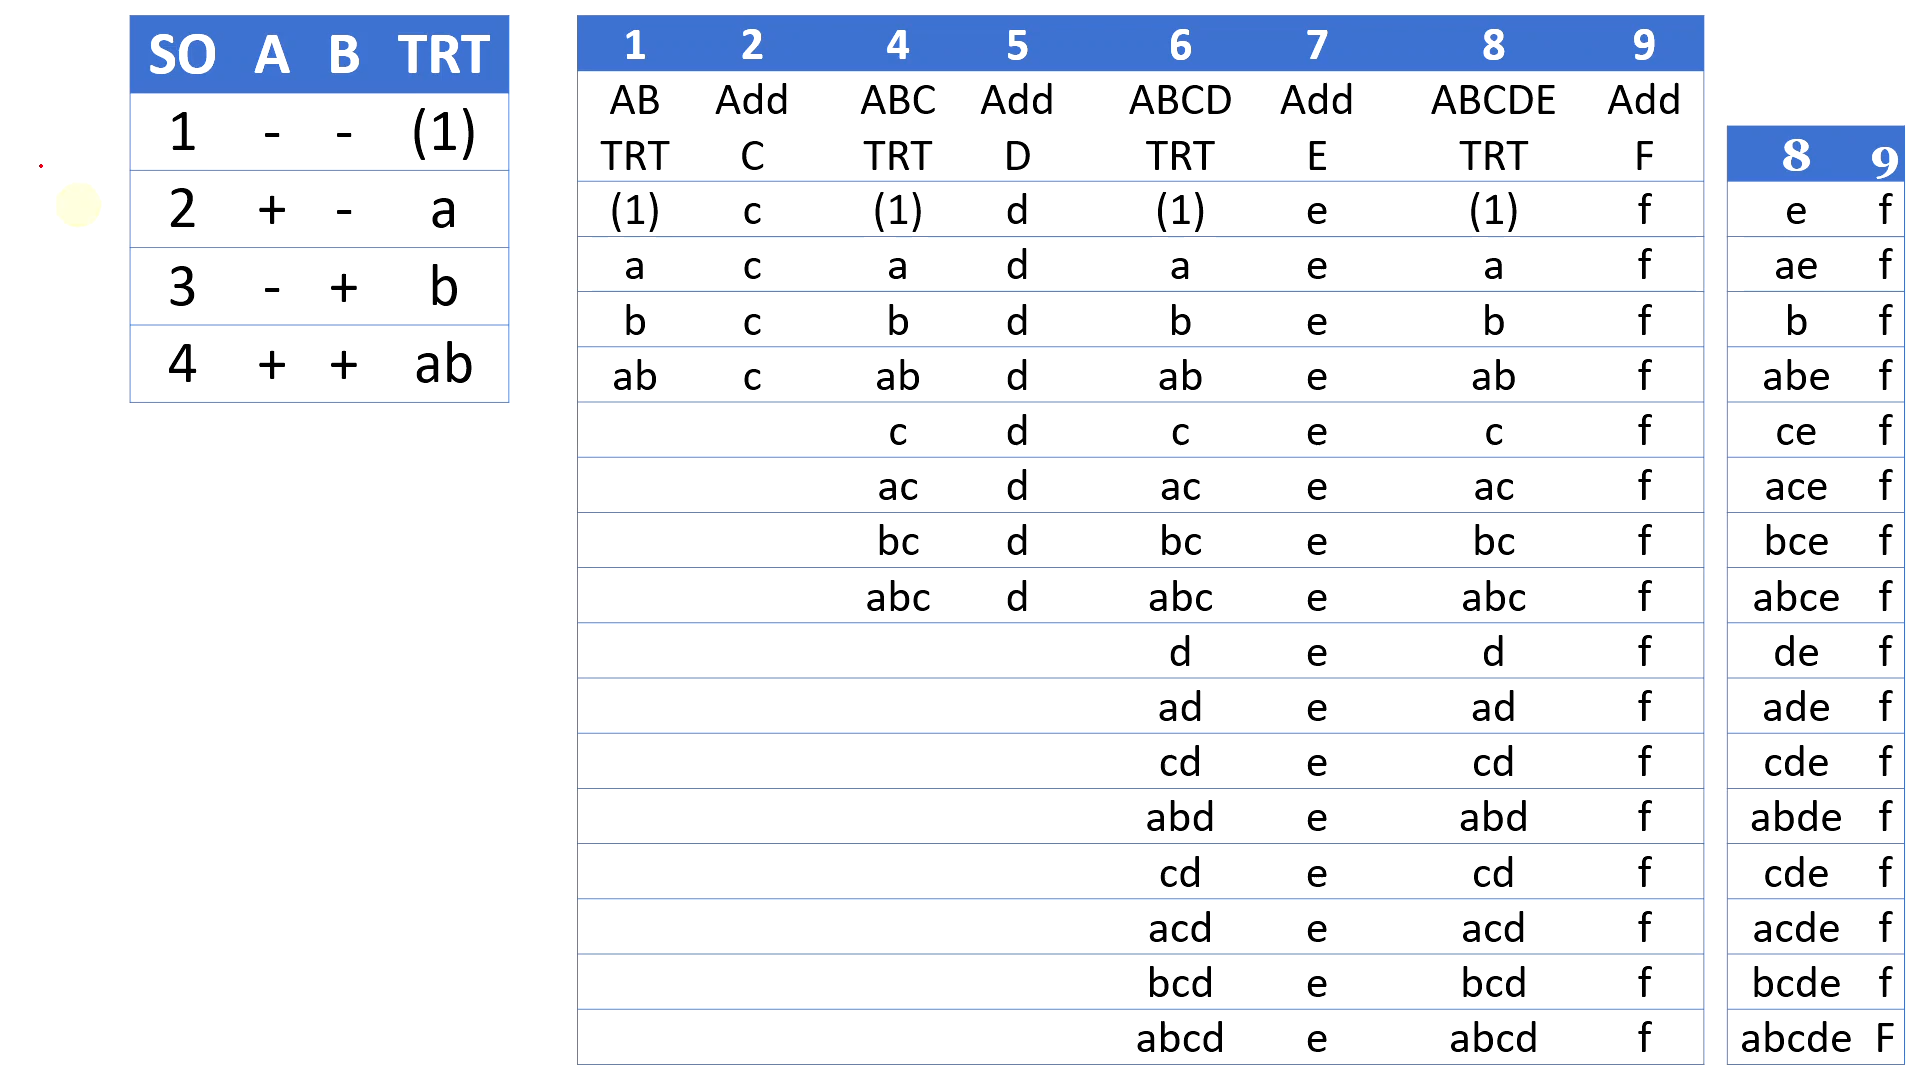 SO A B TRT
1 - - (1)
2 + - a
3 - + b
4 + + ab
1 2 4 5 6 7 8 9
AB Add ABC Add ABCD Add ABCDE Add
TRT C TRT D TRT E TRT F
(1) c (1) d (1) e (1) f
a c a d a e a f
b c b d b e b f
ab c ab d ab e ab f
c d c e c f
ac d ac e ac f
bc d bc e bc f
abc d abc e abc f
d e d f
ad e ad f
cd e cd f
abd e abd f
cd e cd f
acd e acd f
bcd e bcd f
abcd e abcd f
8 9
e f
ae f
b f
abe f
ce f
ace f
bce f
abce f
de f
ade f
cde f
abde f
cde f
acde f
bcde f
abcde F